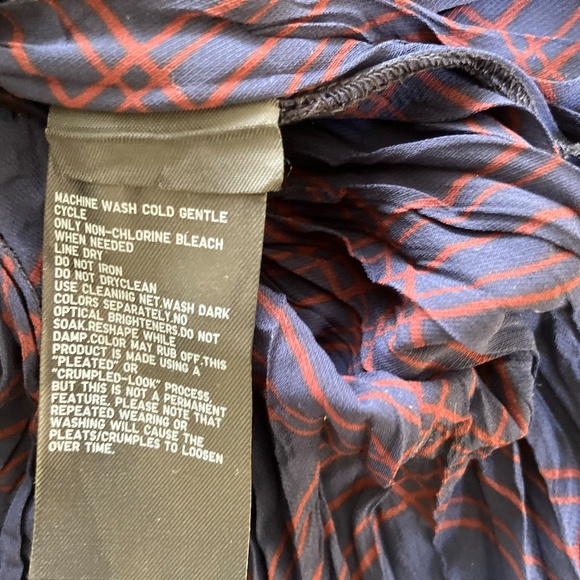 MACHINE WASH COLD GENTLE
CYCLE
ONLY NON-CHLORINE BLEACH
WHEN NEEDED
LINE DRY
DO NOT IRON
DO NOT DRYCLEAN
USE CLEANING NET.WASH DARK
COLORS SEPARATELY.NO
OPTICAL BRIGHTENERS.DO NOT
SOAK.RESHAPE WHILE
DAMP.COLOR MAY RUB OFF.THIS
PRODUCT IS MADE USING A
"PLEATED" OR
"CRUMPLED-LOOK" PROCESS,
BUT THIS IS NOT A PERMANENT
FEATURE. PLEASE NOTE THAT
REPEATED WEARING OR
WASHING WILL CAUSE THE
PLEATS/CRUMPLES TO LOOSEN
OVER TIME.